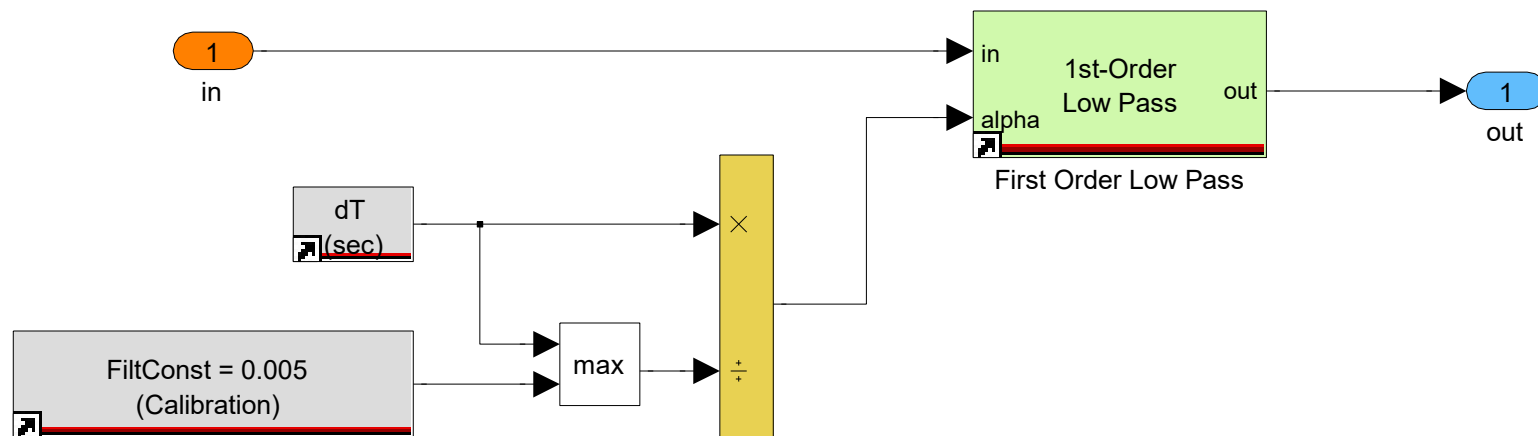 1
in
in
alpha
1st-Order
Low Pass
out
First Order Low Pass
1
out
dT
(sec)
×
÷
max
FiltConst = 0.005
(Calibration)